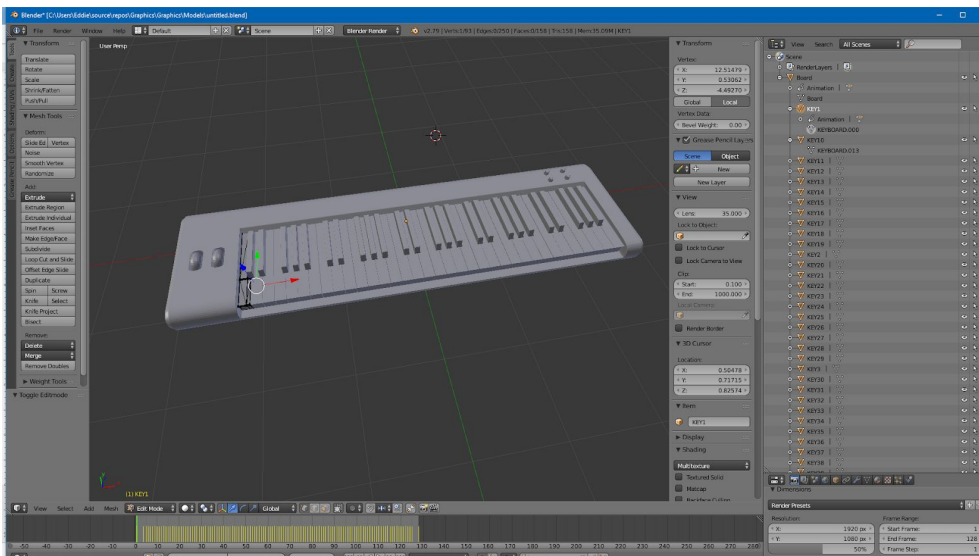 Blender* [C:\Users\Eddie\source\repos\Graphics\Graphics\Models\untitled.blend]
File Render Window Help Default Scene Blender Render v2.79 | Verts:1/93 | Edges:0/250 | Faces:0/158 | Tris:156 | Mem:35.09M | KEY1
Transform
Translate
Rotate
Scale
Shrink/Fatten
Push/Pull
Mesh Tools
Deform:
Slide Ed Vertex
Noise
Smooth Vertex
Randomize
Add:
Extrude
Extrude Region
Extrude Individual
Inset Faces
Make Edge/Face
Subdivide
Loop Cut and Slide
Offset Edge Slide
Duplicate
Spin Screw
Knife Select
Knife Project
Bisect
Remove:
Delete
Merge
Remove Doubles
Weight Tools
Toggle Editmode
User Persp
(1) KEY1
Transform
Vertex:
X: 12.51479
Y: 0.53062
Z: -4.49270
Global Local
Vertex Data:
Bevel Weight: 0.00
Grease Pencil Layers
Scene Object
New
New Layer
View
Lens: 35.000
Lock to Object:
Lock to Cursor
Lock Camera to View
Clip:
Start: 0.100
End: 1000.000
Local Camera:
Render Border
3D Cursor
Location:
X: 0.50478
Y: 0.71715
Z: 0.82574
Item
KEY1
Display
Shading
Multitexture
Textured Solid
Matcap
Backface Culling
View Search All Scenes
Scene
RenderLayers
Board
Animation
Board
KEY1
Animation
KEYBOARD.000
KEY10
KEYBOARD.013
KEY11
KEY12
KEY13
KEY14
KEY15
KEY16
KEY17
KEY18
KEY19
KEY2
KEY20
KEY21
KEY22
KEY23
KEY24
KEY25
KEY26
KEY27
KEY28
KEY29
KEY3
KEY30
KEY31
KEY32
KEY33
KEY34
KEY35
KEY36
KEY37
KEY38
Dimensions
Render Presets
Resolution: Frame Range:
X: 1920 px Start Frame: 1
Y: 1080 px End Frame:
50% Frame Step:
View Select Add Mesh Edit Mode Global
-50 -40 -30 -20 -10 0 10 20 30 40 50 60 70 80 90 100 110 120 130 140 150 160 170 180 190 200 210 220 230 240 250 260 270 280